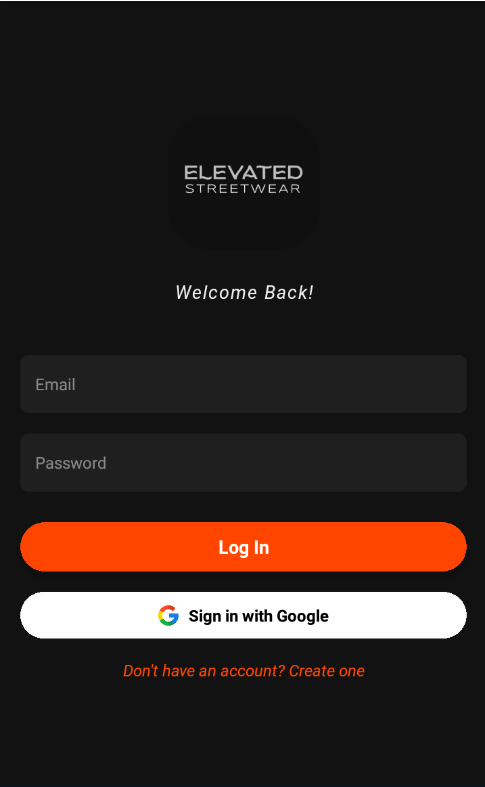 ELEVATED
STREETWEAR
Welcome Back!
Email
Password
Log In
Sign in with Google
Don't have an account? Create one